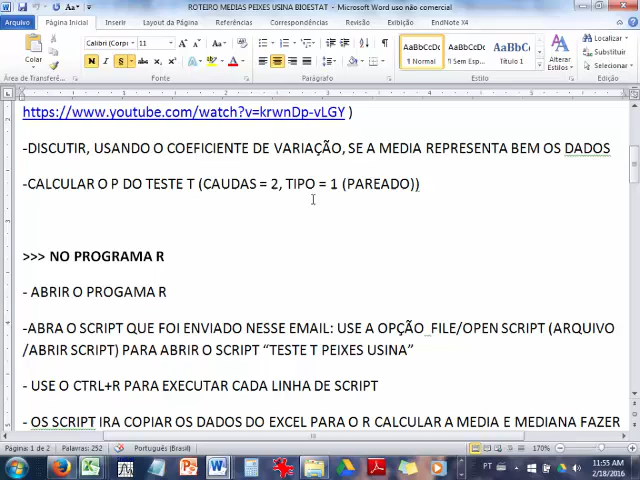 ROTEIRO MEDIAS PEIXES USINA BIOESTAT - Microsoft Word uso não comercial
Arquivo Página Inicial Insert Layout da Página Referências Correspondências Revisão Exibição EndNote X4
Colar
Calibri (Corpo) 11
N I S
AaBbCcDc AaBbCcDc AaBbC
¶ Normal ¶ Sem Esp... Título 1
Localizar
Substituir
Selecionar
Área de Transferê... Fonte Parágrafo Estilo Edição
https://www.youtube.com/watch?v=krwnDp-vLGY )
-DISCUTIR, USANDO O COEFICIENTE DE VARIAÇÃO, SE A MEDIA REPRESENTA BEM OS DADOS
-CALCULAR O P DO TESTE T (CAUDAS = 2, TIPO = 1 (PAREADO))
>>> NO PROGRAMA R
- ABRIR O PROGAMA R
-ABRA O SCRIPT QUE FOI ENVIADO NESSE EMAIL: USE A OPÇÃO FILE/OPEN SCRIPT (ARQUIVO
/ABRIR SCRIPT) PARA ABRIR O SCRIPT “TESTE T PEIXES USINA”
- USE O CTRL+R PARA EXECUTAR CADA LINHA DE SCRIPT
- OS SCRIPT IRA COPIAR OS DADOS DO EXCEL PARA O R CALCULAR A MEDIA E MEDIANA FAZER
Página: 1 de 2 Palavras: 252 Português (Brasil) 170%
PT 11:55 AM
2/18/2016